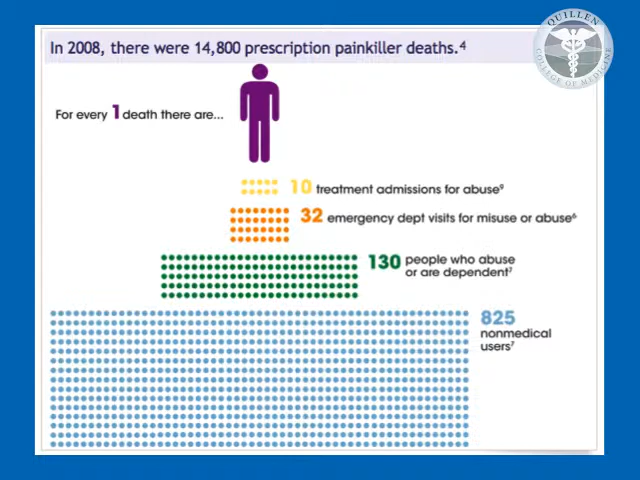 In 2008, there were 14,800 prescription painkiller deaths.4
QUILLEN
COLLEGE OF MEDICINE
For every 1 death there are...
10 treatment admissions for abuse9
32 emergency dept visits for misuse or abuse6
130 people who abuse
or are dependent7
825
nonmedical
users7